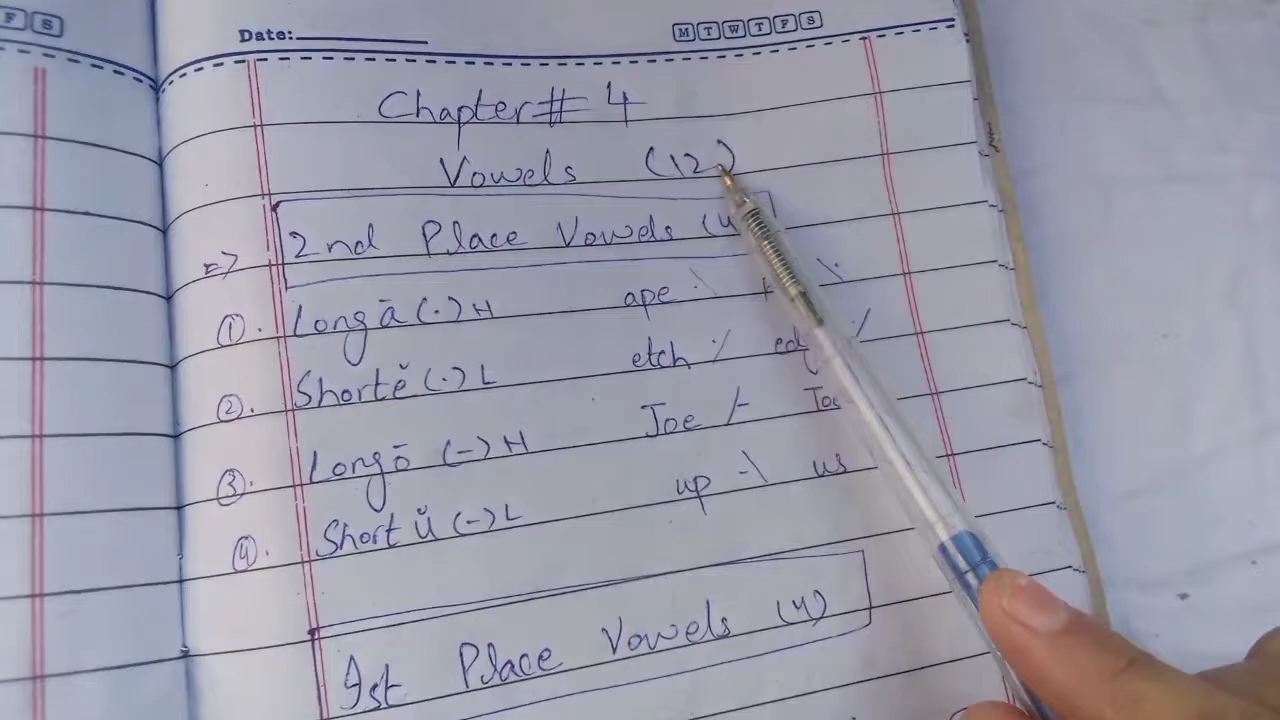 F S
Date:
M T W T F S
Chapter # 4
Vowels (12)
=> 2nd Place Vowels (4
①. Long ā (·) H ape
②. Short ĕ (·) L etch
③. Long ō (-) H Joe
④. Short ŭ (-) L up us
1st Place Vowels (4)